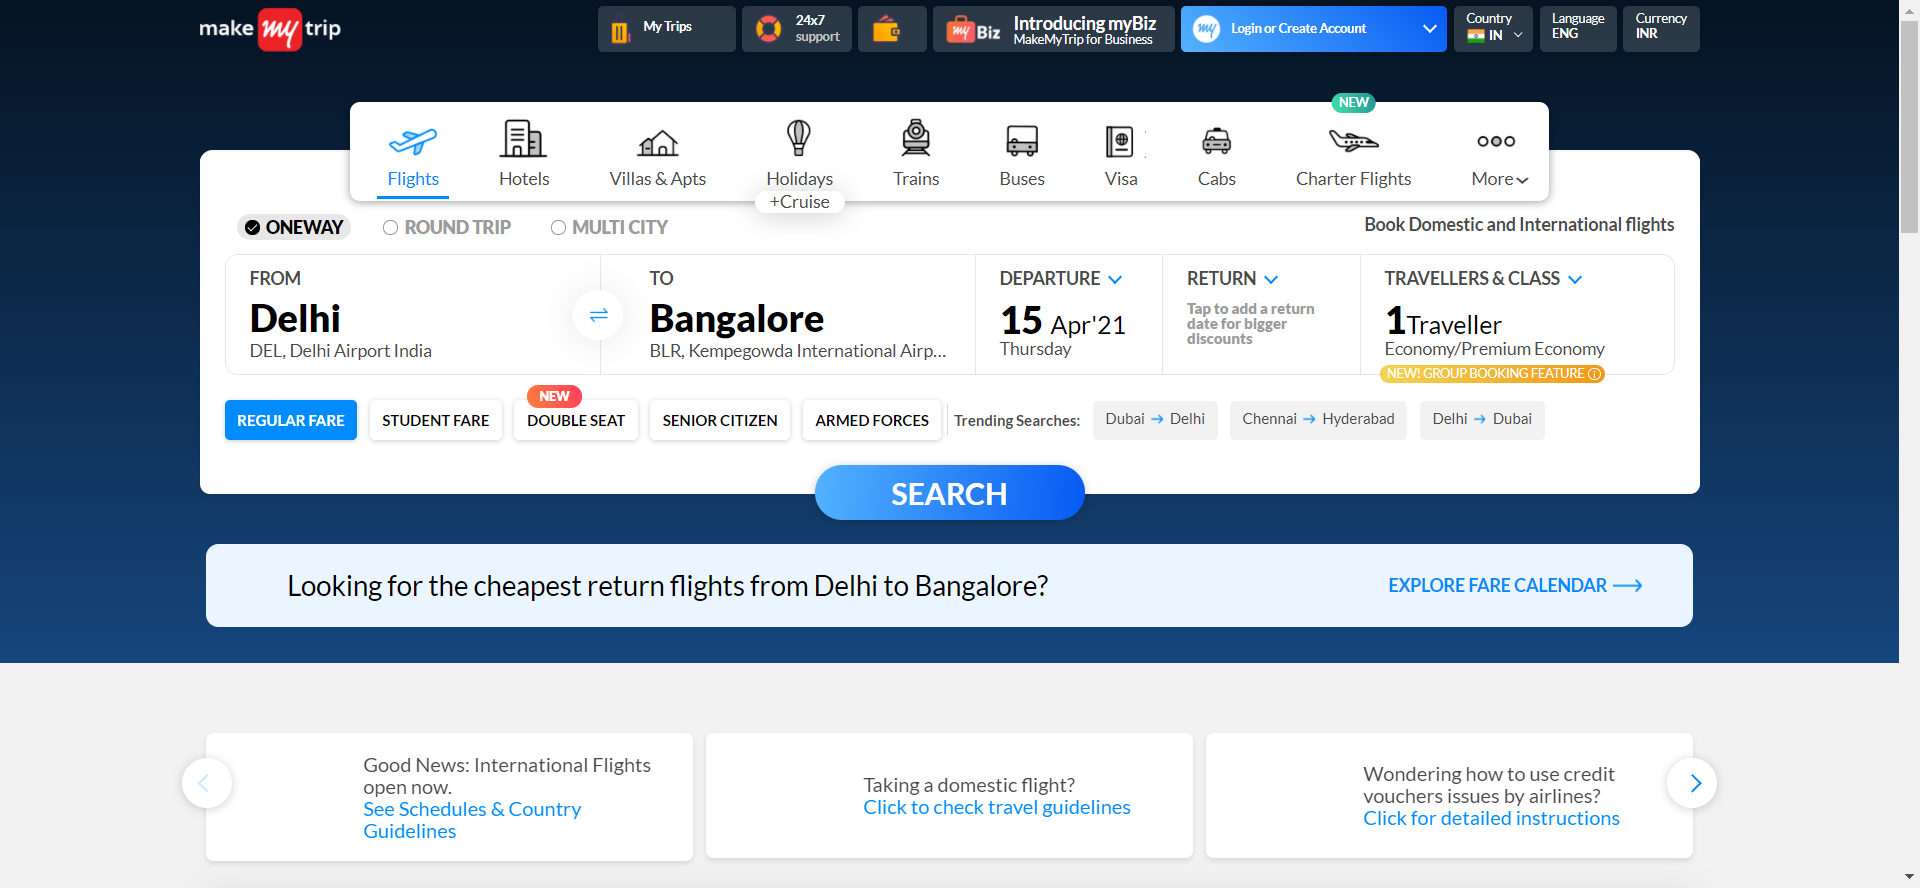 make my trip
My Trips
24x7
support
my Biz
Introducing myBiz
MakeMyTrip for Business
my
Login or Create Account
Country
IN
Language
ENG
Currency
INR
NEW
Flights
Hotels
Villas & Apts
Holidays
+Cruise
Trains
Buses
Visa
Cabs
Charter Flights
More
ONEWAY
ROUND TRIP
MULTI CITY
Book Domestic and International flights
FROM
Delhi
DEL, Delhi Airport India
TO
Bangalore
BLR, Kempegowda International Airp...
DEPARTURE
15 Apr'21
Thursday
RETURN
Tap to add a return
date for bigger
discounts
TRAVELLERS & CLASS
1Traveller
Economy/Premium Economy
NEW! GROUP BOOKING FEATURE
REGULAR FARE
STUDENT FARE
NEW
DOUBLE SEAT
SENIOR CITIZEN
ARMED FORCES
Trending Searches:
Dubai → Delhi
Chennai → Hyderabad
Delhi → Dubai
SEARCH
Looking for the cheapest return flights from Delhi to Bangalore?
EXPLORE FARE CALENDAR
Good News: International Flights
open now.
See Schedules & Country
Guidelines
Taking a domestic flight?
Click to check travel guidelines
Wondering how to use credit
vouchers issues by airlines?
Click for detailed instructions